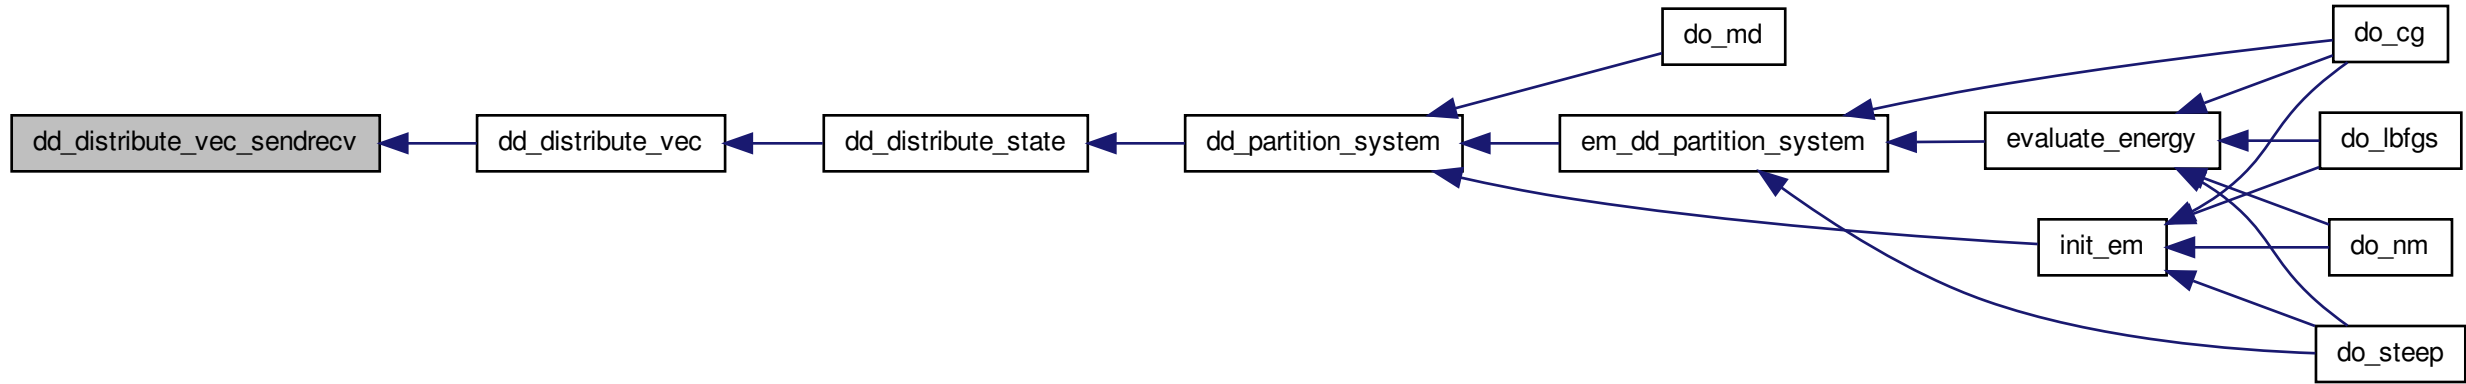 dd_distribute_vec_sendrecv
dd_distribute_vec
dd_distribute_state
dd_partition_system
do_md
em_dd_partition_system
evaluate_energy
init_em
do_cg
do_lbfgs
do_nm
do_steep